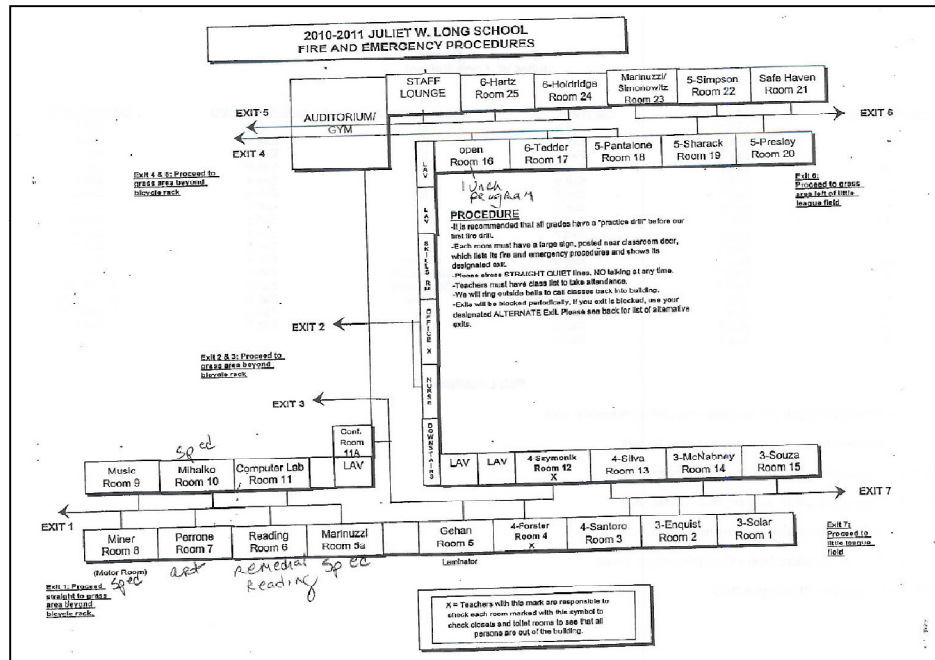 2010-2011 JULIET W. LONG SCHOOL
FIRE AND EMERGENCY PROCEDURES
STAFF
LOUNGE
6-Hartz
Room 25
6-Holdridge
Room 24
Marinuzzi/
Simonowitz
Room 23
5-Simpson
Room 22
Safe Haven
Room 21
AUDITORIUM/
GYM
EXIT 5
EXIT 6
EXIT 4
open
Room 16
6-Tedder
Room 17
5-Pantalone
Room 18
5-Sharack
Room 19
5-Presley
Room 20
lunch
program
Exit 4 & 5: Proceed to
grass area beyond
bicycle rack
Exit 6:
Proceed to grass
area left of little
league field
LAV
LAV
SKILLS RM
OFFICE X
NURSE
DOWNSTAIRS
PROCEDURE
-It is recommended that all grades have a "practice drill" before our
first fire drill.
-Each room must have a large sign, posted near classroom door,
which lists its fire and emergency procedures and shows its
designated exit.
-Please stress STRAIGHT QUIET lines. NO talking at any time.
-Teachers must have class list to take attendance.
-We will ring outside bells to call classes back into building.
-Exits will be blocked periodically. If you exit is blocked, use your
designated ALTERNATE Exit. Please see back for list of alternative
exits.
EXIT 2
Exit 2 & 3: Proceed to
grass area beyond
bicycle rack
EXIT 3
Conf.
Room
11A
LAV
Sped
Music
Room 9
Mihalko
Room 10
Computer Lab
Room 11
LAV
LAV
4-Szymonik
Room 12
X
4-Silva
Room 13
3-McNabney
Room 14
3-Souza
Room 15
EXIT 1
EXIT 7
Miner
Room 8
Perrone
Room 7
Reading
Room 6
Marinuzzi
Room 5a
Gehan
Room 5
4-Forster
Room 4
X
4-Santoro
Room 3
3-Enquist
Room 2
3-Solar
Room 1
(Motor Room)
Sped
art
Remedial
Reading
Sped
Laminator
Exit 7:
Proceed to
little league
field
Exit 1: Proceed
straight to grass
area beyond
bicycle rack.
X = Teachers with this mark are responsible to
check each room marked with this symbol to
check closets and toilet rooms to see that all
persons are out of the building.